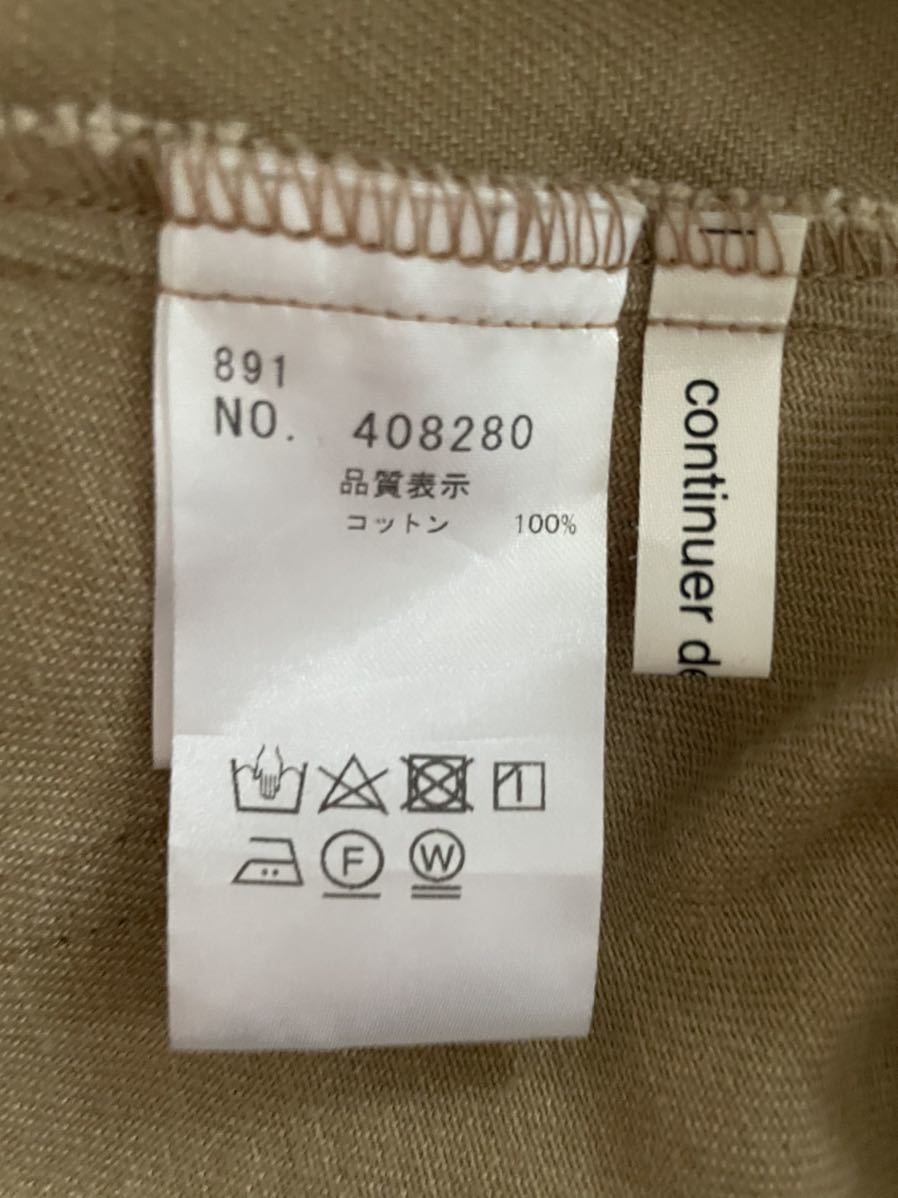 891
NO. 408280
品質表示
コットン 100%
F W
continuer de